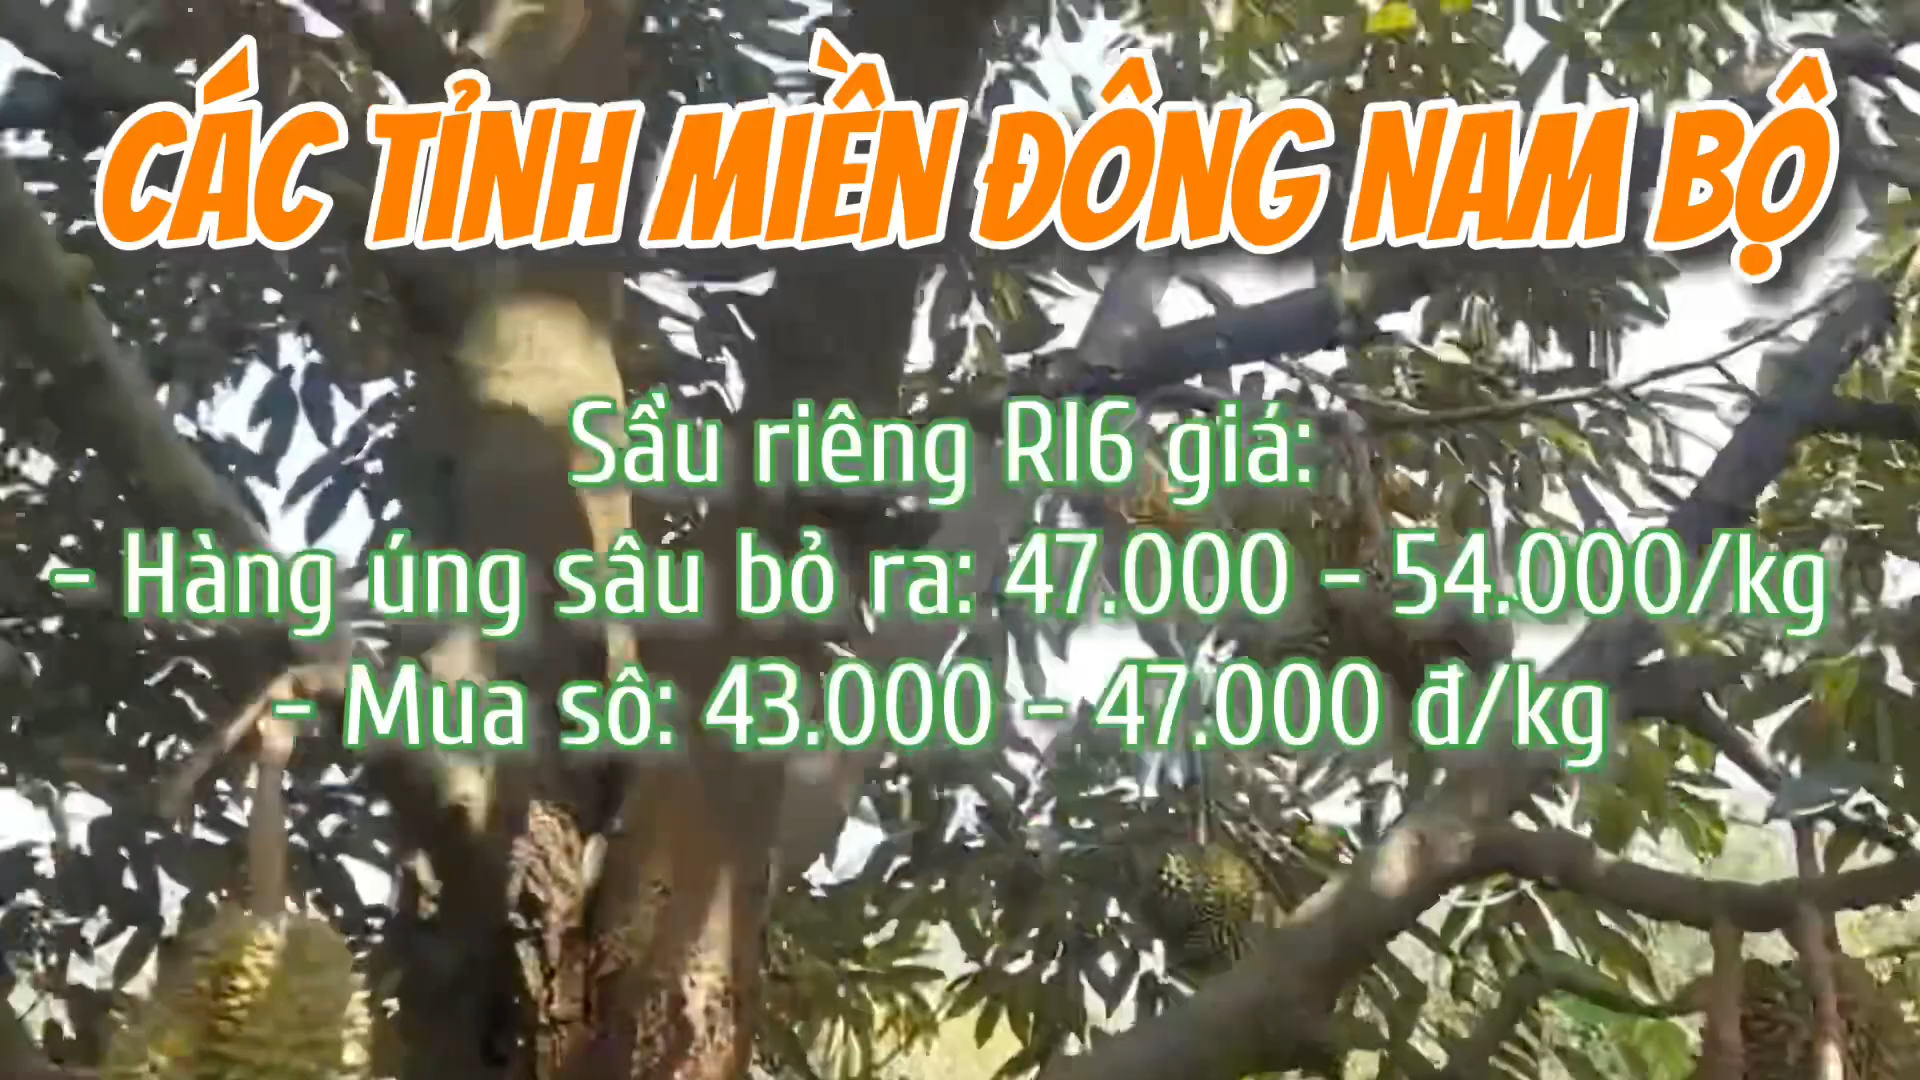 CÁC TỈNH MIỀN ĐÔNG NAM BỘ
Sầu riêng RI6 giá:
- Hàng úng sâu bỏ ra: 47.000 - 54.000/kg
- Mua sô: 43.000 - 47.000 đ/kg